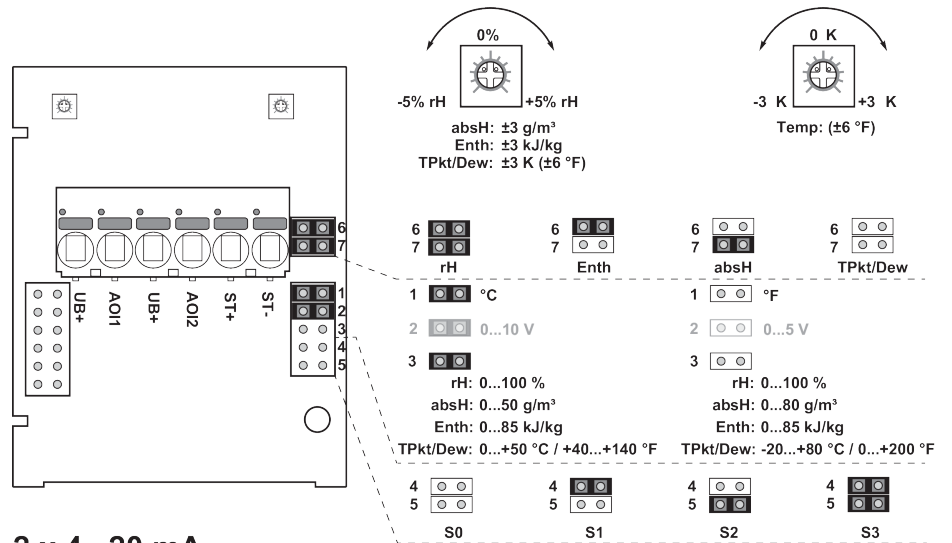 0%
0 K
-5% rH
+5% rH
-3 K
+3 K
absH: ±3 g/m³
Enth: ±3 kJ/kg
TPkt/Dew: ±3 K (±6 °F)
Temp: (±6 °F)
6
7
UB+
AOI1
UB+
AOI2
ST+
ST-
1
2
3
4
5
6
7
rH
6
7
Enth
6
7
absH
6
7
TPkt/Dew
1 °C
1 °F
2 0...10 V
2 0...5 V
3
3
rH: 0...100 %
absH: 0...50 g/m³
Enth: 0...85 kJ/kg
TPkt/Dew: 0...+50 °C / +40...+140 °F
rH: 0...100 %
absH: 0...80 g/m³
Enth: 0...85 kJ/kg
TPkt/Dew: -20...+80 °C / 0...+200 °F
4
5
S0
4
5
S1
4
5
S2
4
5
S3
2 x 4...20 mA